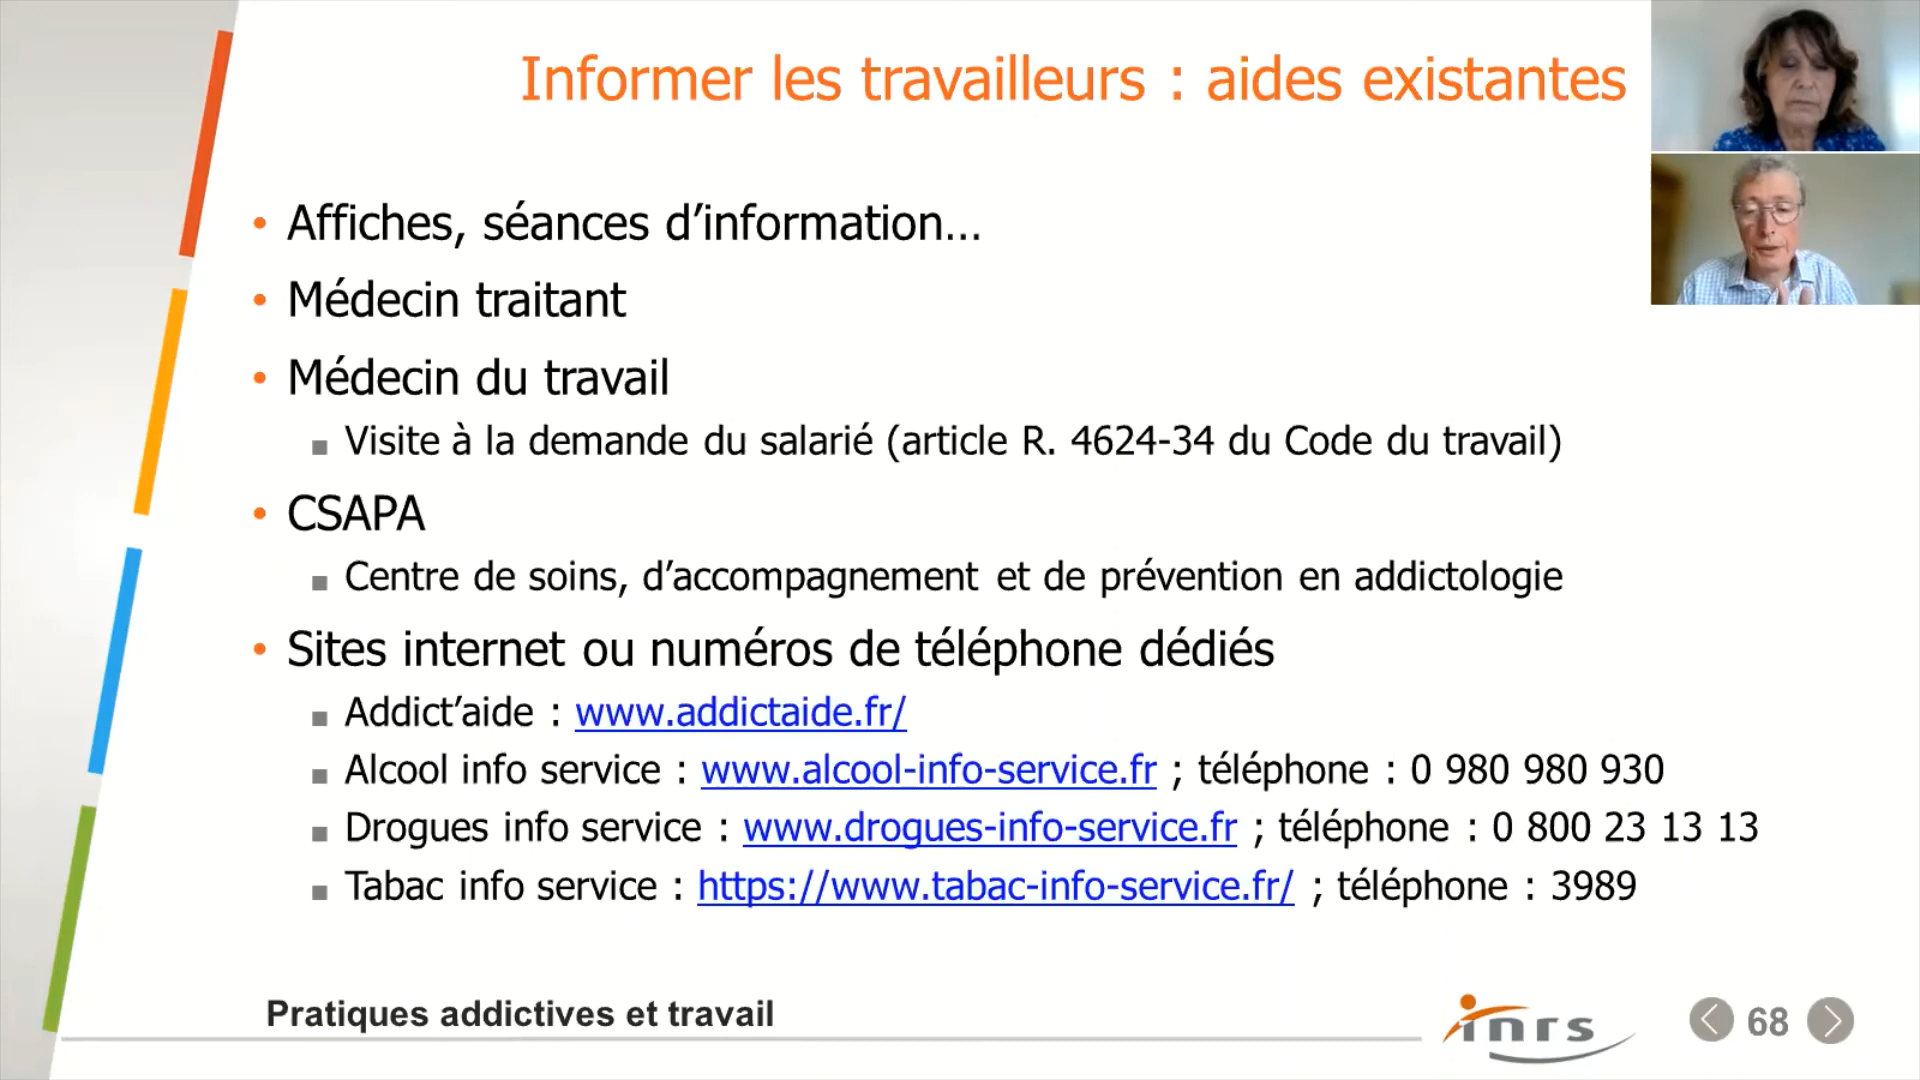 Informer les travailleurs : aides existantes
• Affiches, séances d’information...
• Médecin traitant
• Médecin du travail
▪ Visite à la demande du salarié (article R. 4624-34 du Code du travail)
• CSAPA
▪ Centre de soins, d’accompagnement et de prévention en addictologie
• Sites internet ou numéros de téléphone dédiés
▪ Addict’aide : www.addictaide.fr/
▪ Alcool info service : www.alcool-info-service.fr ; téléphone : 0 980 980 930
▪ Drogues info service : www.drogues-info-service.fr ; téléphone : 0 800 23 13 13
▪ Tabac info service : https://www.tabac-info-service.fr/ ; téléphone : 3989
Pratiques addictives et travail
inrs
68